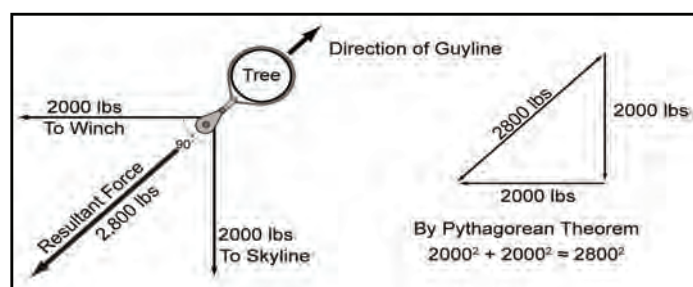 Direction of Guyline
Tree
2000 lbs
To Winch
90°
Resultant Force
2,800 lbs
2000 lbs
To Skyline
2800 lbs
2000 lbs
2000 lbs
By Pythagorean Theorem
2000² + 2000² = 2800²